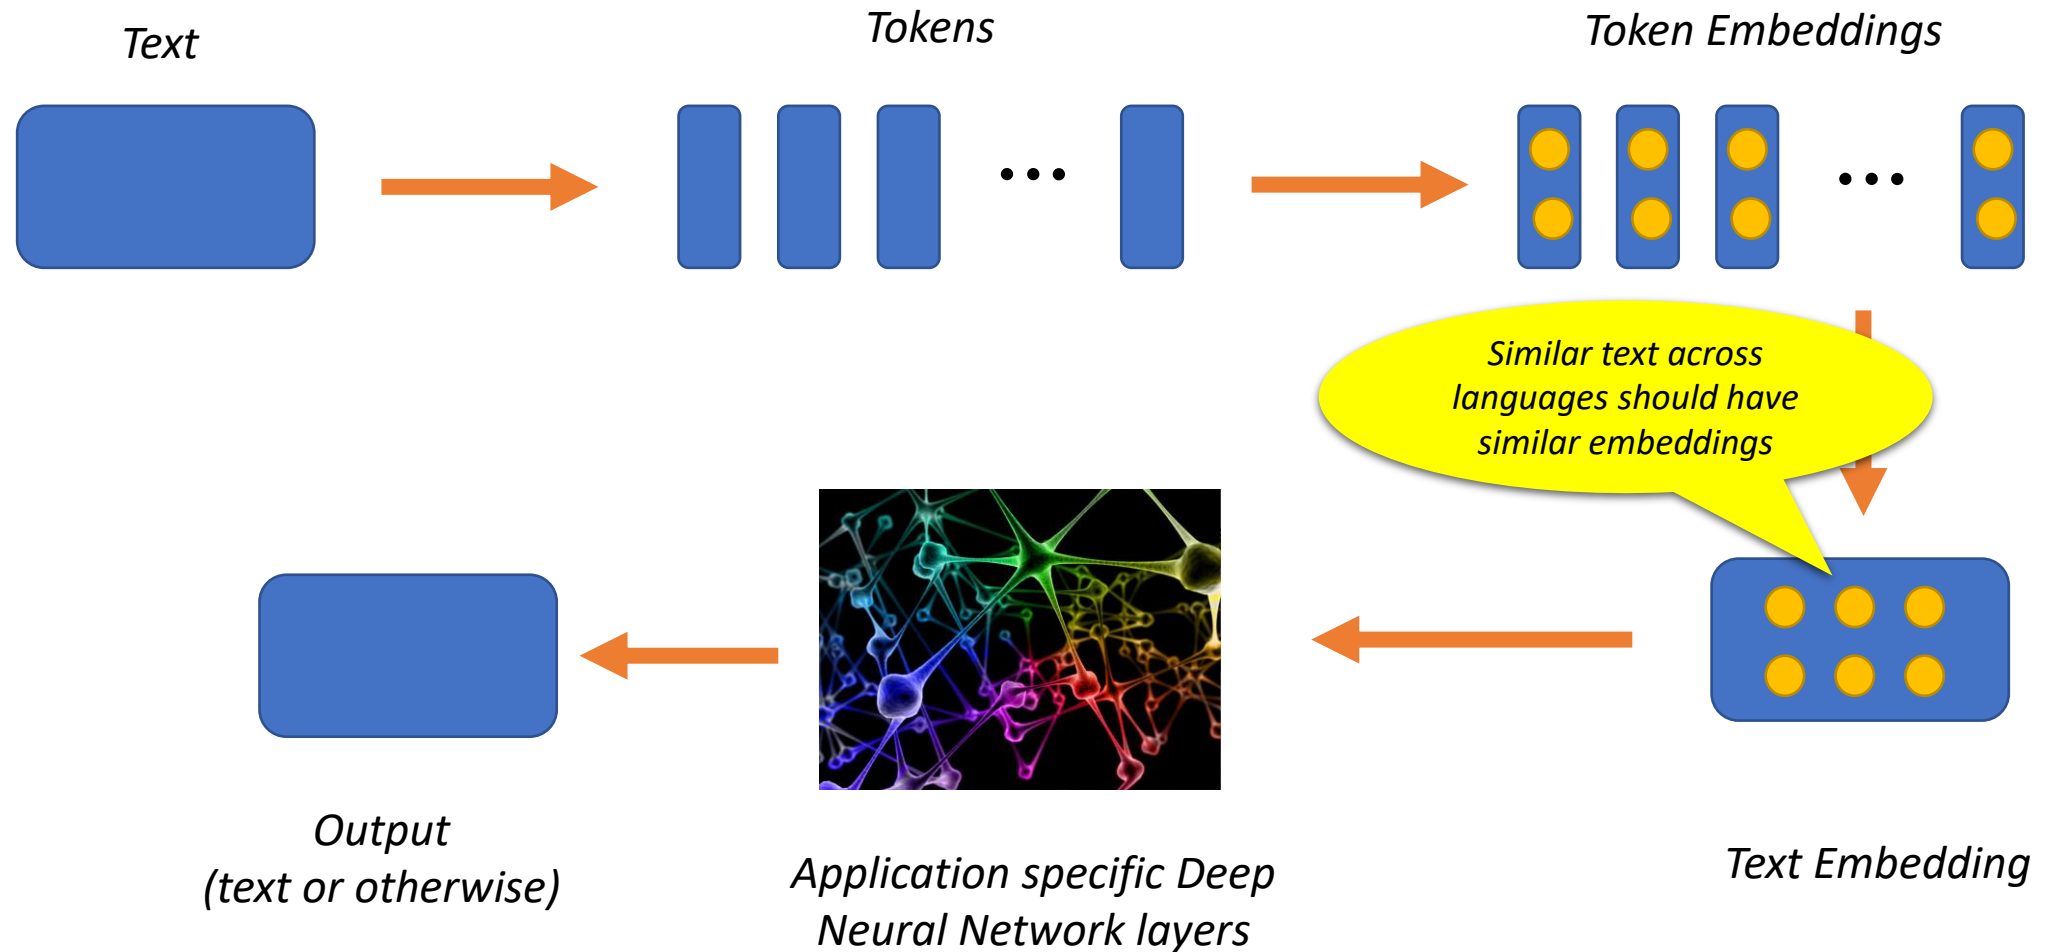 Text
Tokens
Token Embeddings
Similar text across
languages should have
similar embeddings
Output
(text or otherwise)
Application specific Deep
Neural Network layers
Text Embedding